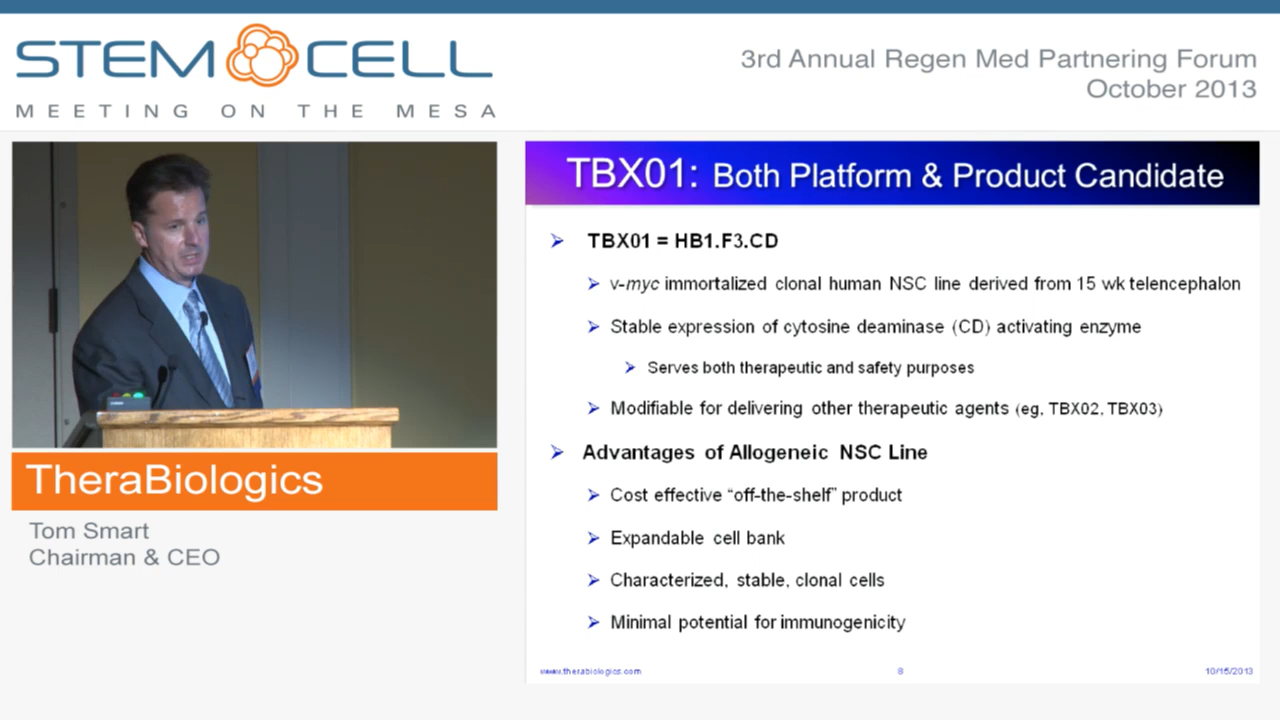 STEM CELL
MEETING ON THE MESA
3rd Annual Regen Med Partnering Forum
October 2013
TheraBiologics
Tom Smart
Chairman & CEO
TBX01: Both Platform & Product Candidate
TBX01 = HB1.F3.CD
v-myc immortalized clonal human NSC line derived from 15 wk telencephalon
Stable expression of cytosine deaminase (CD) activating enzyme
Serves both therapeutic and safety purposes
Modifiable for delivering other therapeutic agents (eg, TBX02, TBX03)
Advantages of Allogeneic NSC Line
Cost effective “off-the-shelf” product
Expandable cell bank
Characterized, stable, clonal cells
Minimal potential for immunogenicity
www.therabiologics.com
8
10/15/2013